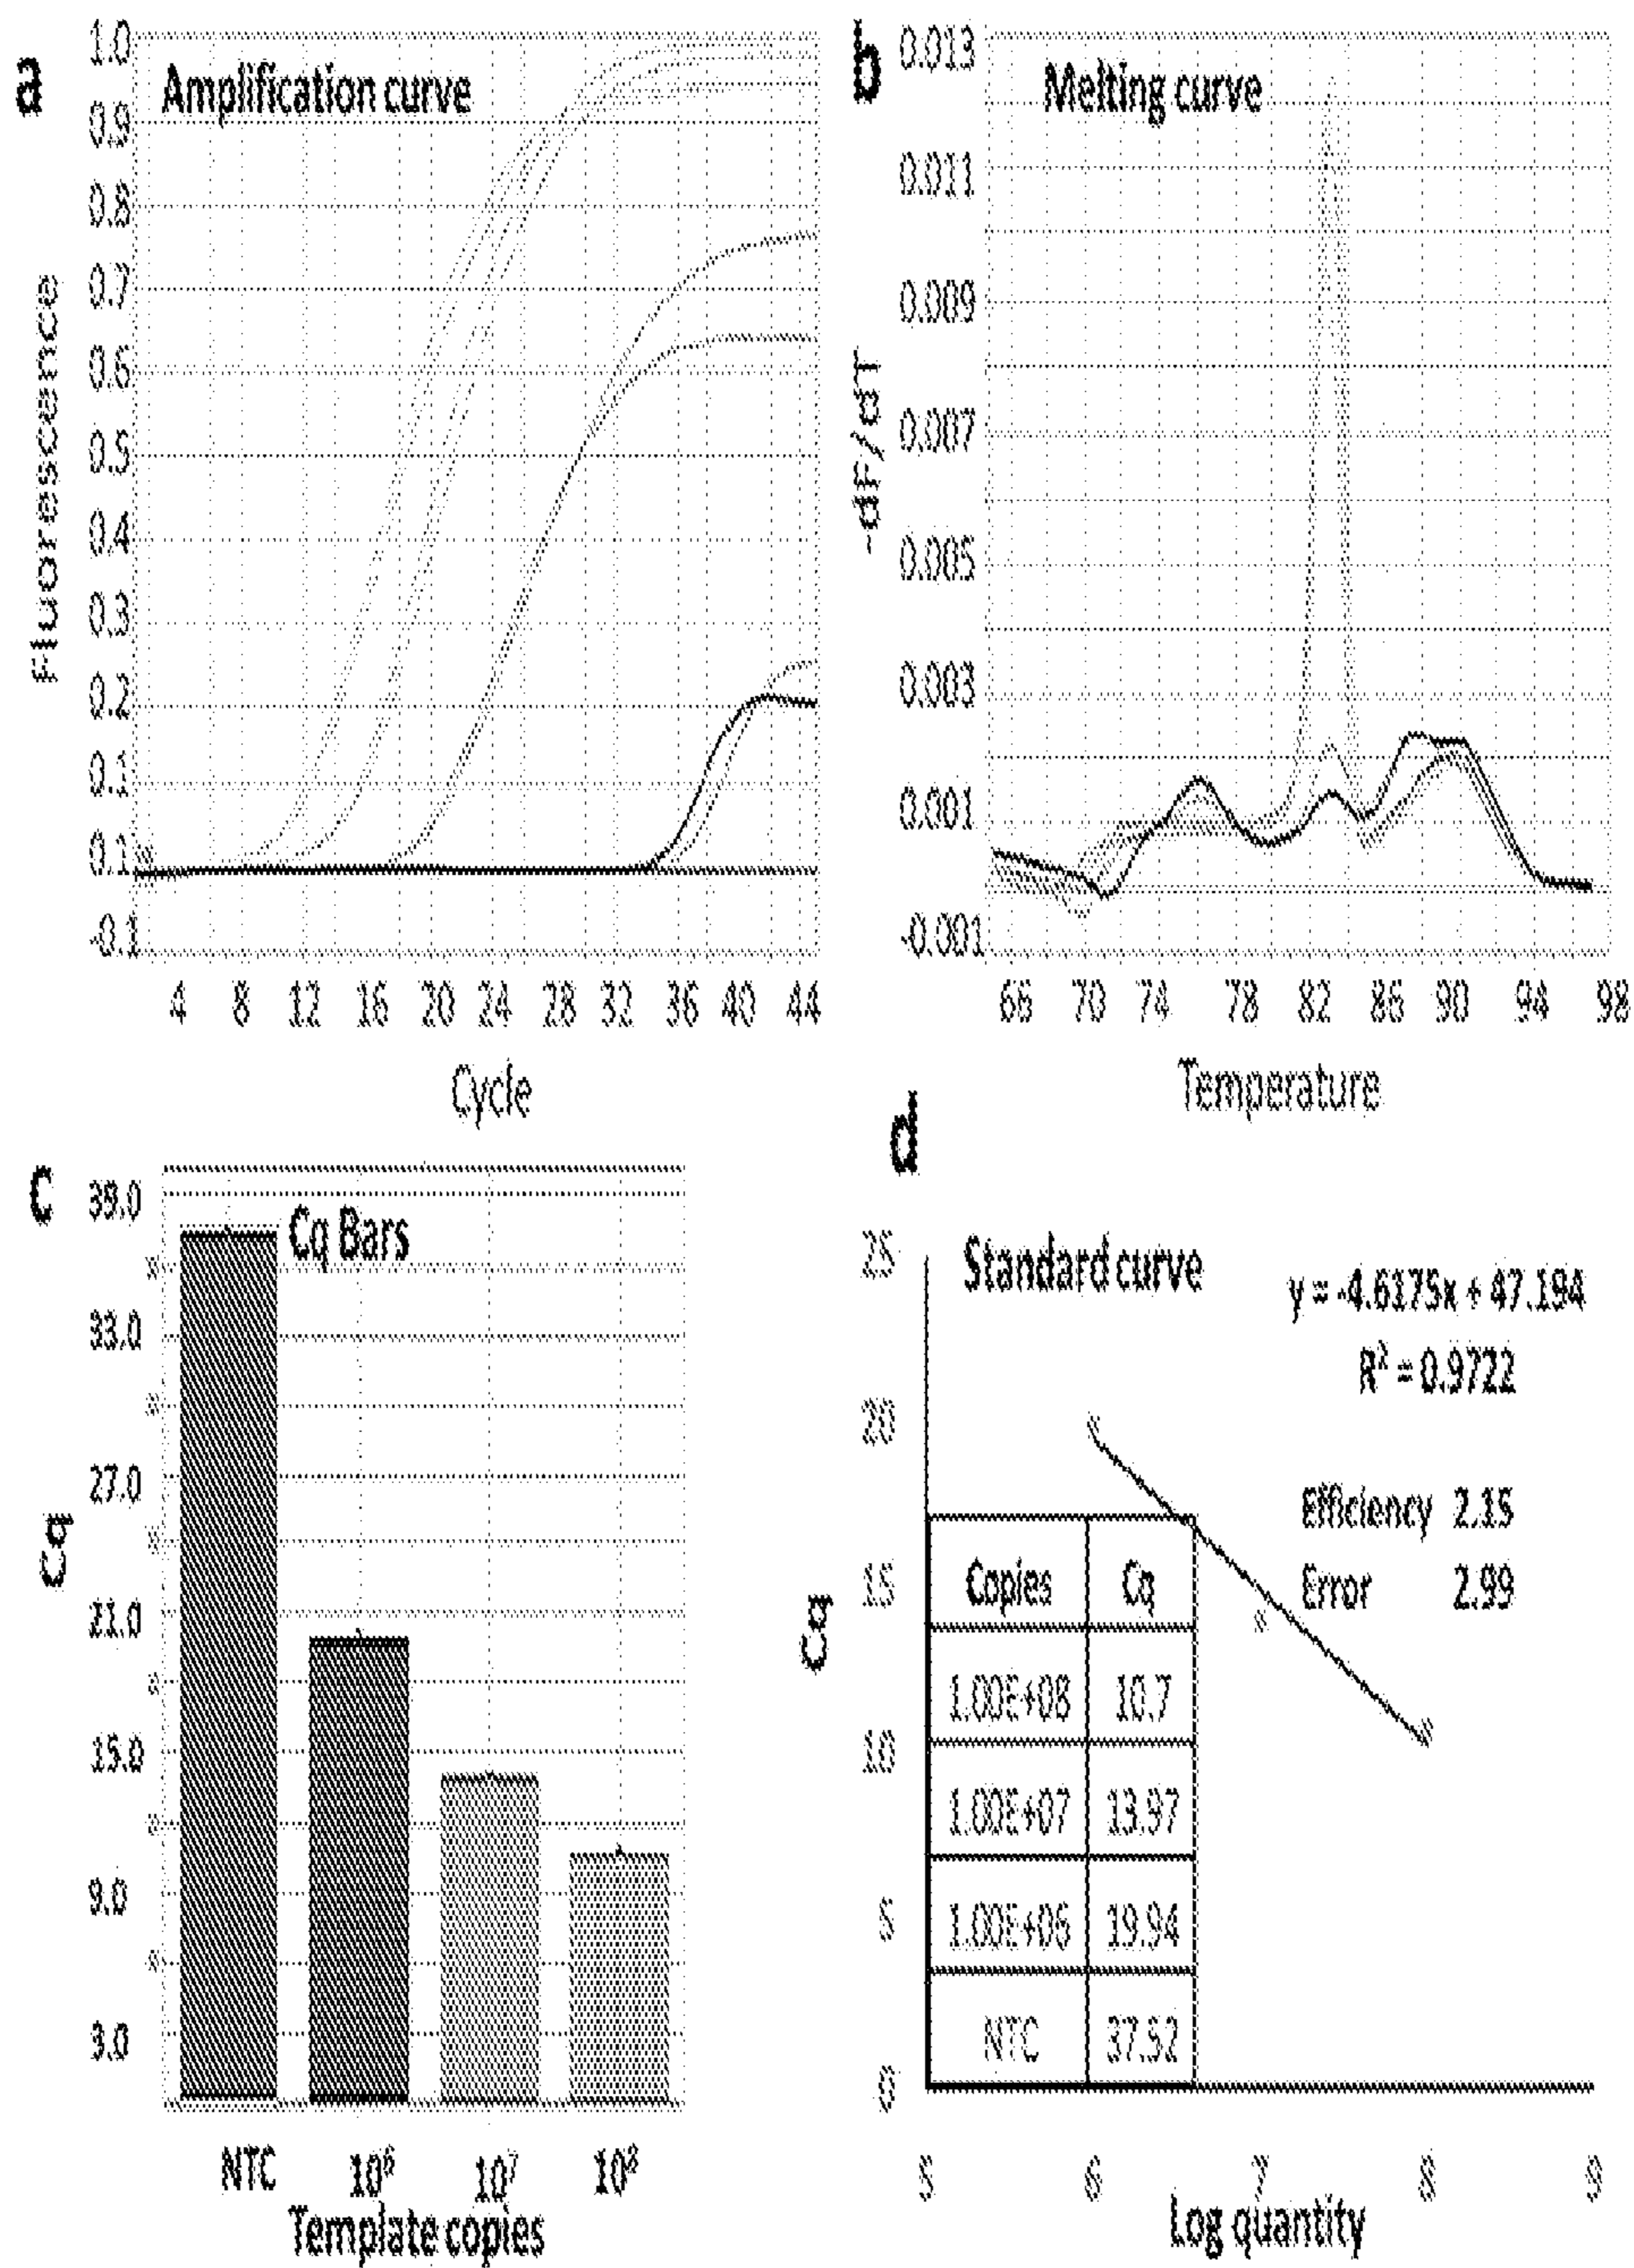 a
Amplification curve
1.0
0.9
0.8
0.7
0.6
0.5
0.4
0.3
0.2
0.1
0.1
-0.1
Fluorescence
4 8 12 16 20 24 28 32 36 40 44
Cycle
b
Melting curve
0.013
0.011
0.009
0.007
0.005
0.003
0.001
-0.001
-dF/dT
66 70 74 78 82 86 90 94 98
Temperature
c
Cq Bars
39.0
33.0
27.0
21.0
15.0
9.0
3.0
Cq
NTC 10⁶ 10⁷ 10⁸
Template copies
d
Standard curve
y = -4.6175x + 47.194
R² = 0.9722
Efficiency 2.15
Error 2.99
25
20
15
10
5
0
Cq
Copies Cq
1.00E+08 10.7
1.00E+07 13.97
1.00E+06 19.94
NTC 37.52
5 6 7 8 9
Log quantity